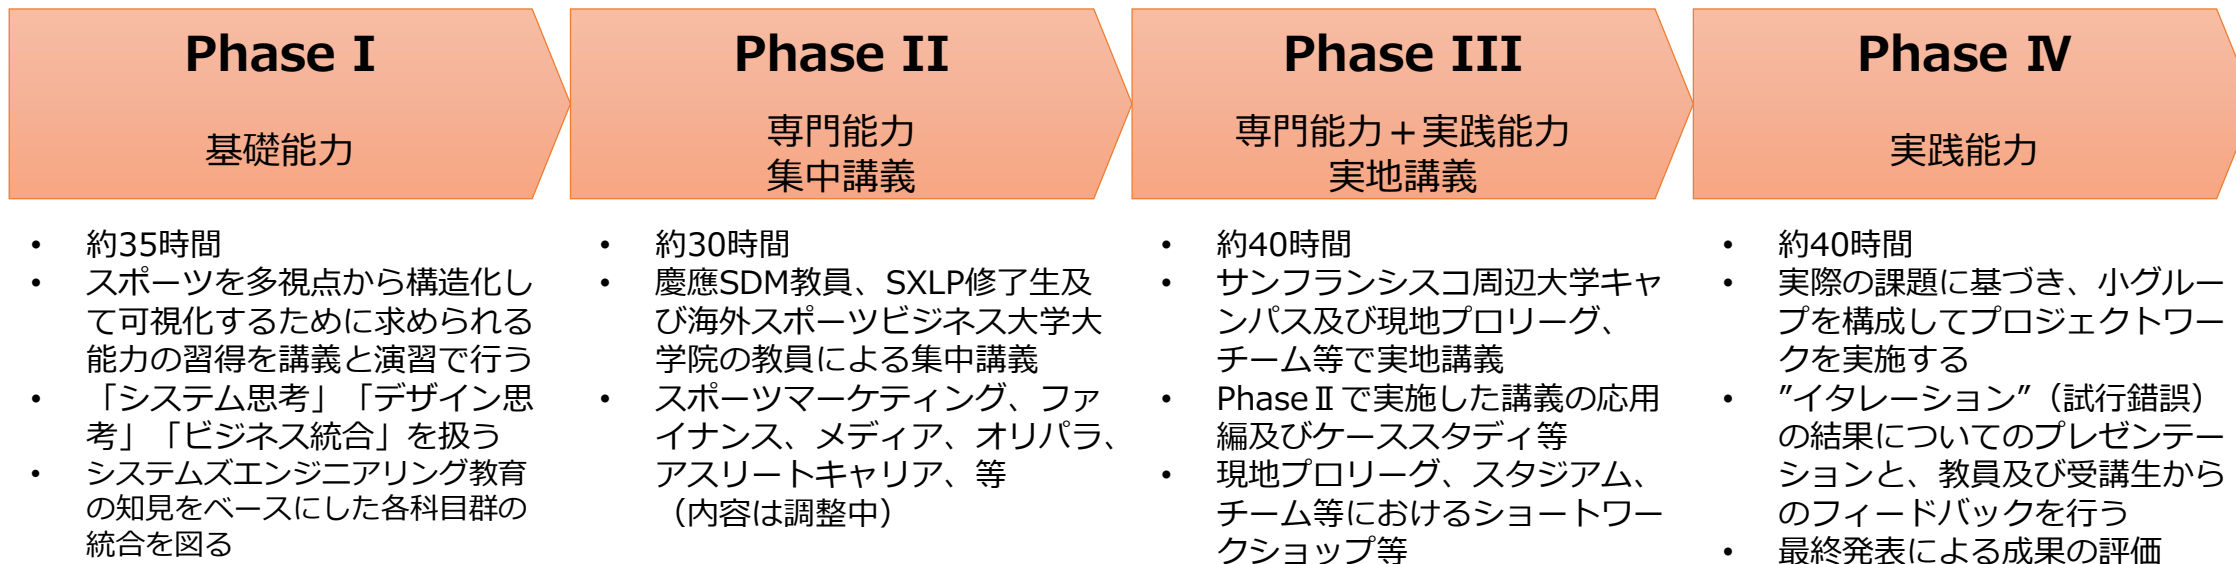 Phase I
基礎能力
• 約35時間
• スポーツを多視点から構造化し
て可視化するために求められる
能力の習得を講義と演習で行う
• 「システム思考」「デザイン思
考」「ビジネス統合」を扱う
• システムズエンジニアリング教育
の知見をベースにした各科目群の
統合を図る
Phase II
専門能力
集中講義
• 約30時間
• 慶應SDM教員、SXLP修了生及
び海外スポーツビジネス大学大
学院の教員による集中講義
• スポーツマーケティング、ファ
イナンス、メディア、オリパラ、
アスリートキャリア、等
（内容は調整中）
Phase III
専門能力＋実践能力
実地講義
• 約40時間
• サンフランシスコ周辺大学キャ
ンパス及び現地プロリーグ、
チーム等で実地講義
• PhaseⅡで実施した講義の応用
編及びケーススタディ等
• 現地プロリーグ、スタジアム、
チーム等におけるショートワー
クショップ等
Phase Ⅳ
実践能力
• 約40時間
• 実際の課題に基づき、小グルー
プを構成してプロジェクトワー
クを実施する
• ”イタレーション”（試行錯誤）
の結果についてのプレゼンテー
ションと、教員及び受講生から
のフィードバックを行う
• 最終発表による成果の評価